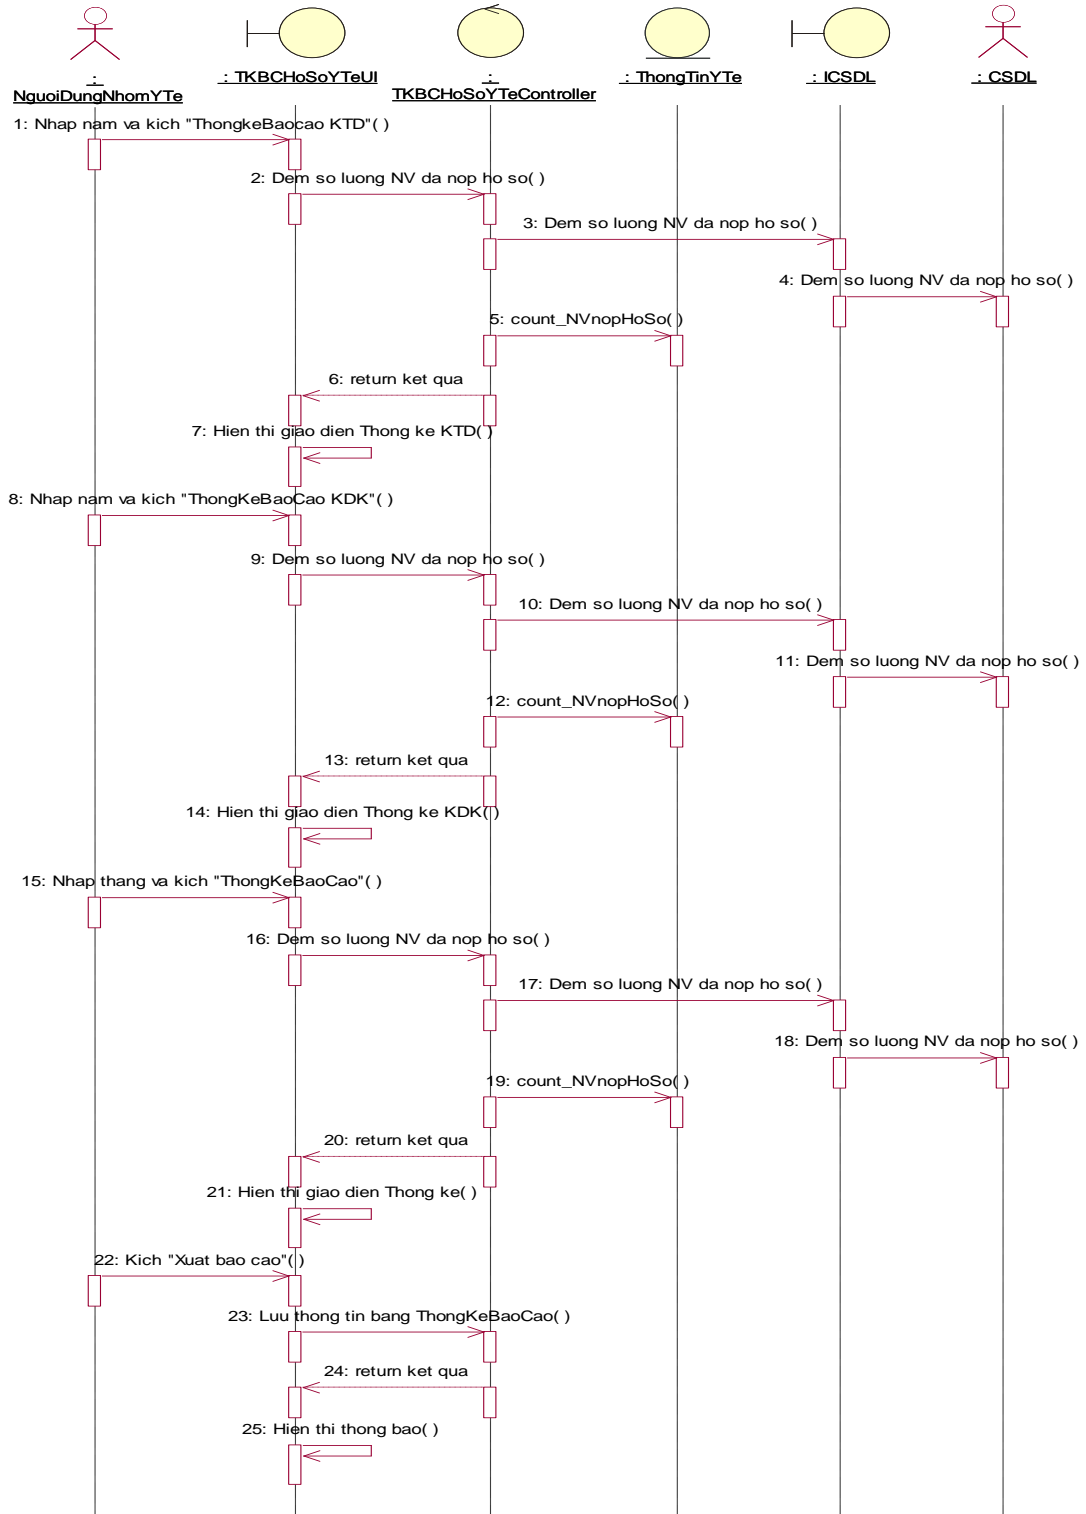 :
NguoiDungNhomYTe
: TKBCHoSoYTeUI
:
TKBCHoSoYTeController
: ThongTinYTe
: ICSDL
: CSDL
1: Nhap nam va kich "ThongkeBaocao KTD"( )
2: Dem so luong NV da nop ho so( )
3: Dem so luong NV da nop ho so( )
4: Dem so luong NV da nop ho so( )
5: count_NVnopHoSo( )
6: return ket qua
7: Hien thi giao dien Thong ke KTD( )
8: Nhap nam va kich "ThongKeBaoCao KDK"( )
9: Dem so luong NV da nop ho so( )
10: Dem so luong NV da nop ho so( )
11: Dem so luong NV da nop ho so( )
12: count_NVnopHoSo( )
13: return ket qua
14: Hien thi giao dien Thong ke KDK( )
15: Nhap thang va kich "ThongKeBaoCao"( )
16: Dem so luong NV da nop ho so( )
17: Dem so luong NV da nop ho so( )
18: Dem so luong NV da nop ho so( )
19: count_NVnopHoSo( )
20: return ket qua
21: Hien thi giao dien Thong ke( )
22: Kich "Xuat bao cao"( )
23: Luu thong tin bang ThongKeBaoCao( )
24: return ket qua
25: Hien thi thong bao( )